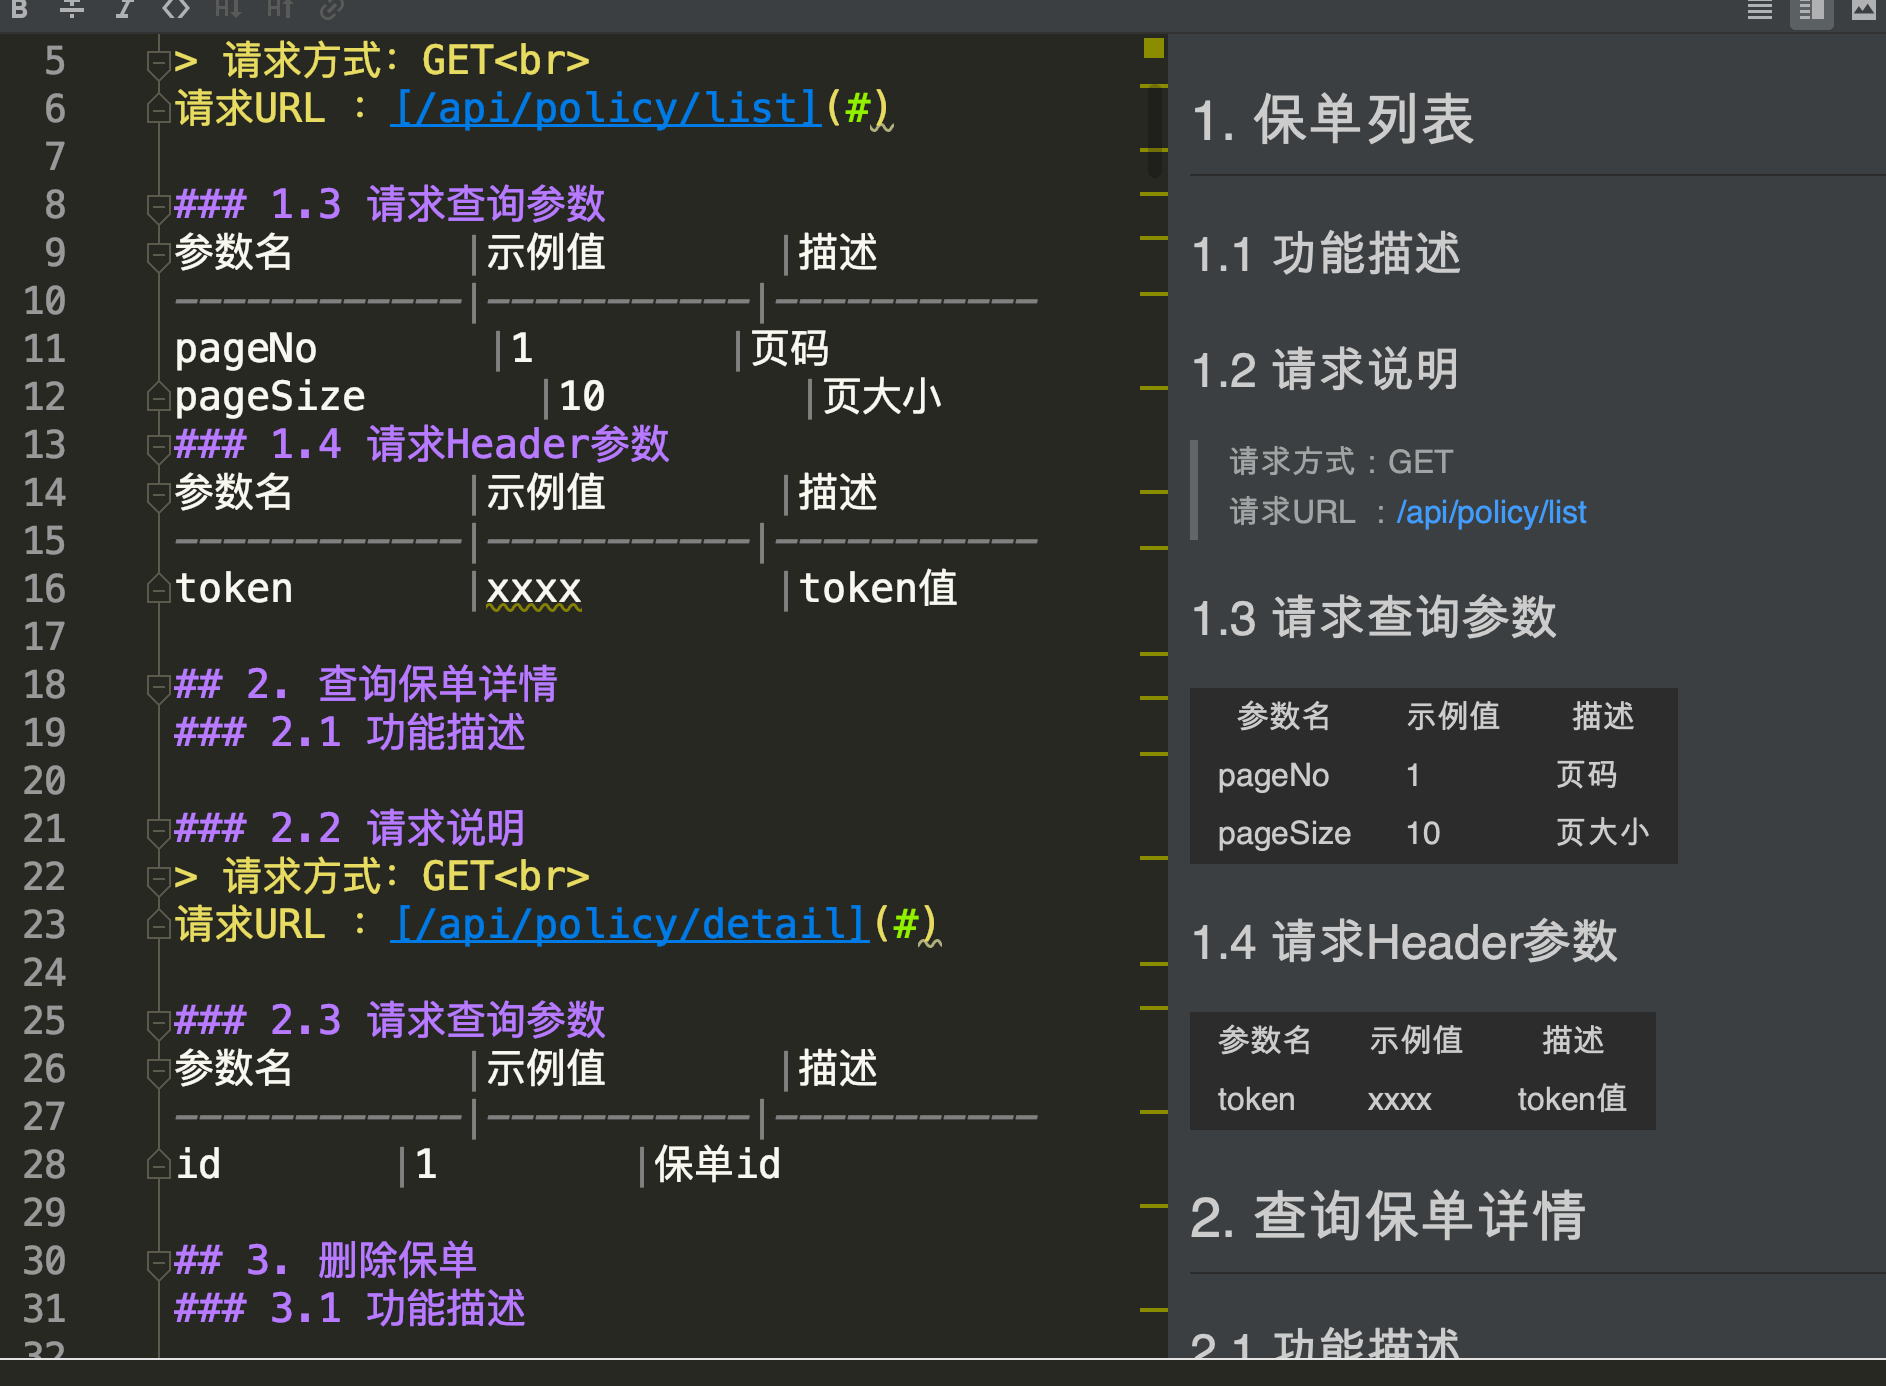 B
I
<>
H↓
H↑
5 > 请求方式：GET<br>
6 请求URL ：[/api/policy/list](#)
7
8 ### 1.3 请求查询参数
9 参数名 |示例值 |描述
10 ------------|-----------|-----------
11 pageNo |1 |页码
12 pageSize |10 |页大小
13 ### 1.4 请求Header参数
14 参数名 |示例值 |描述
15 ------------|-----------|-----------
16 token |xxxx |token值
17
18 ## 2. 查询保单详情
19 ### 2.1 功能描述
20
21 ### 2.2 请求说明
22 > 请求方式：GET<br>
23 请求URL ：[/api/policy/detail](#)
24
25 ### 2.3 请求查询参数
26 参数名 |示例值 |描述
27 ------------|-----------|-----------
28 id |1 |保单id
29
30 ## 3. 删除保单
31 ### 3.1 功能描述
32
1. 保单列表
1.1 功能描述
1.2 请求说明
请求方式：GET
请求URL ：/api/policy/list
1.3 请求查询参数
参数名 示例值 描述
pageNo 1 页码
pageSize 10 页大小
1.4 请求Header参数
参数名 示例值 描述
token xxxx token值
2. 查询保单详情
2.1 功能描述